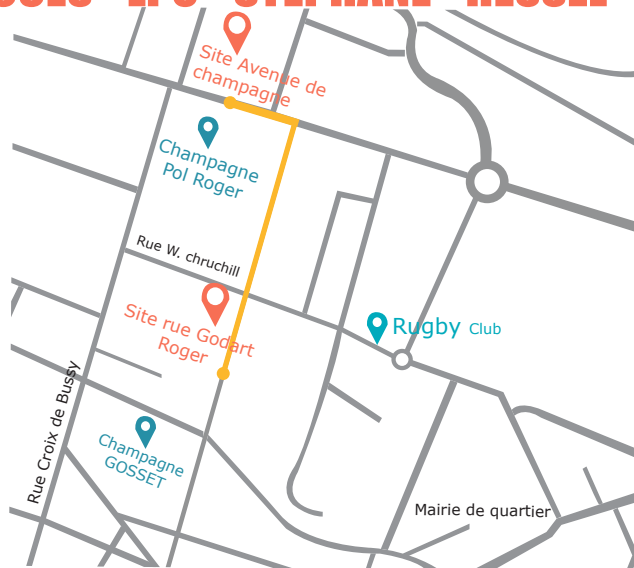 STEPHANE
Site Avenue de
champagne
Champagne
Pol Roger
Rue W. chruchill
Site rue Godart
Roger
Rugby Club
Rue Croix de Bussy
Champagne
GOSSET
Mairie de quartier